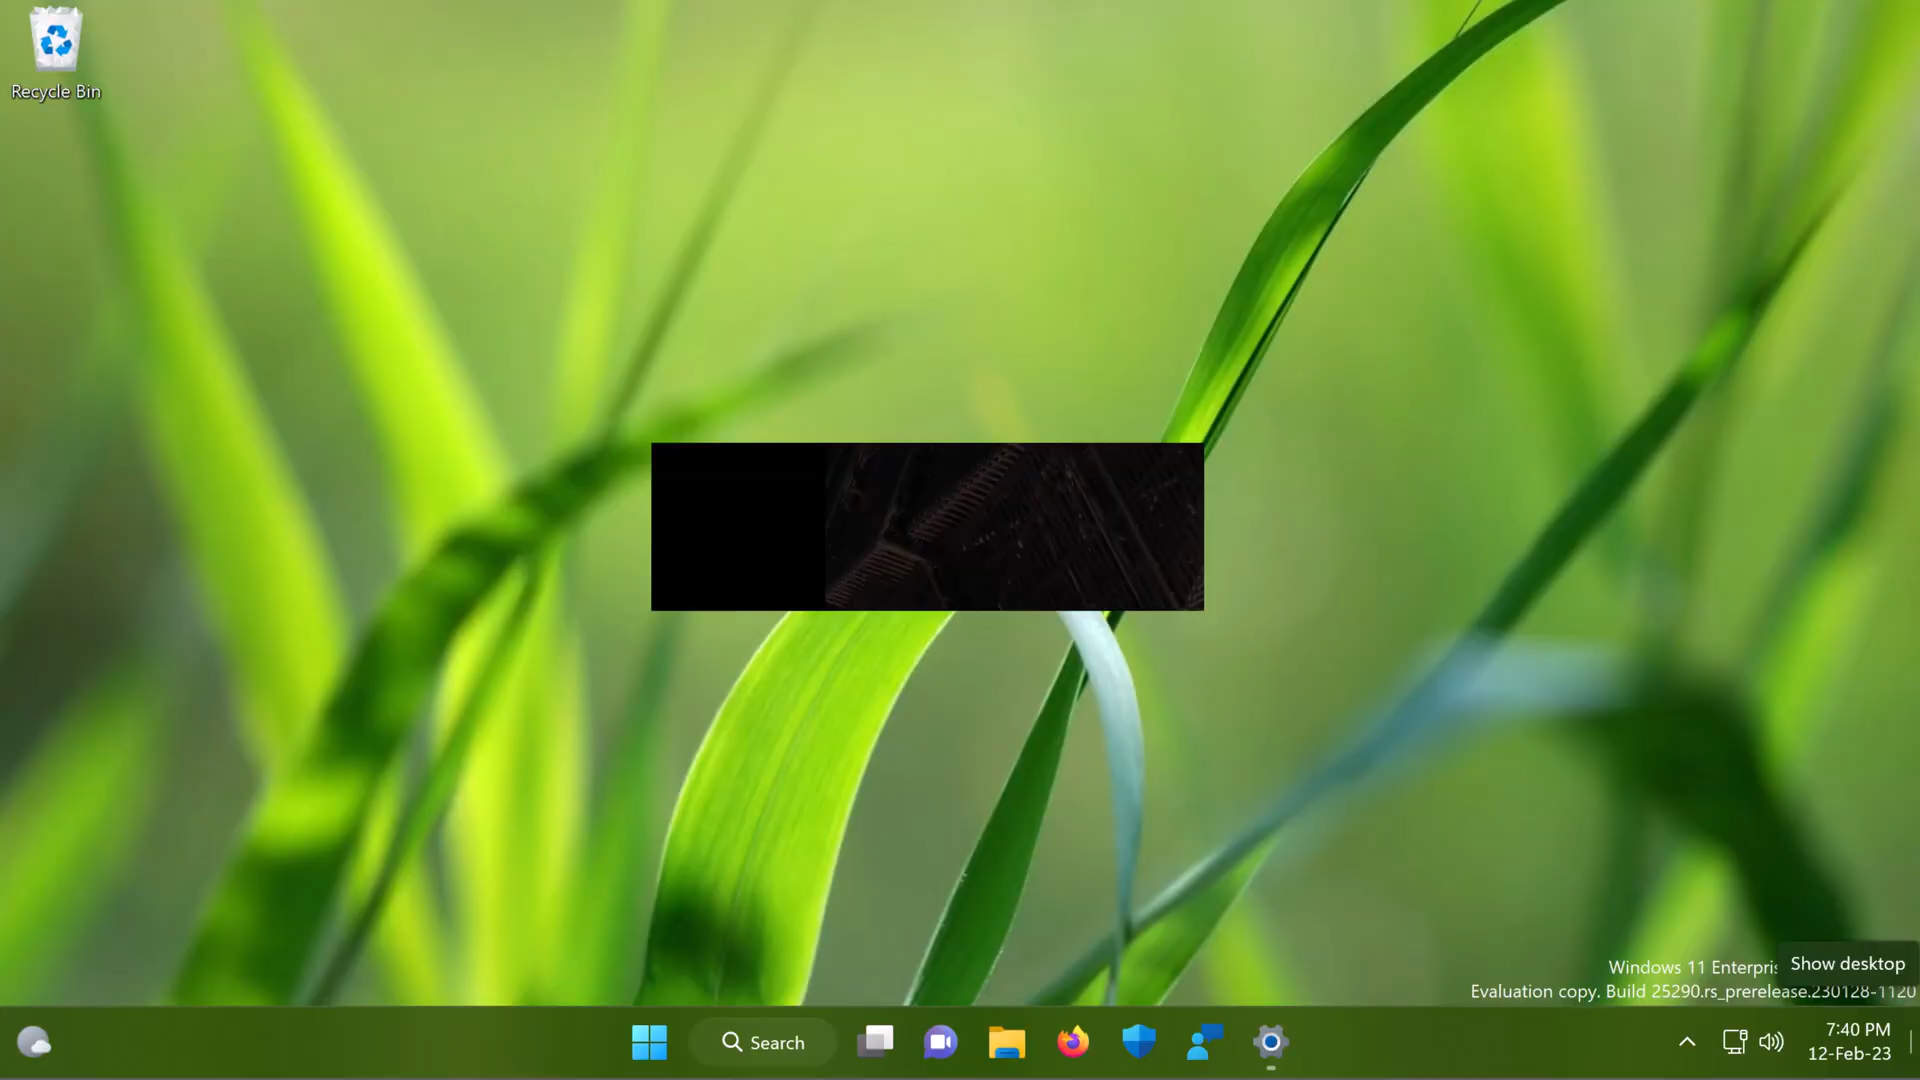 Recycle Bin
Windows 11 Enterpris
Show desktop
Evaluation copy. Build 25290.rs_prerelease.230128-1120
Search
7:40 PM
12-Feb-23